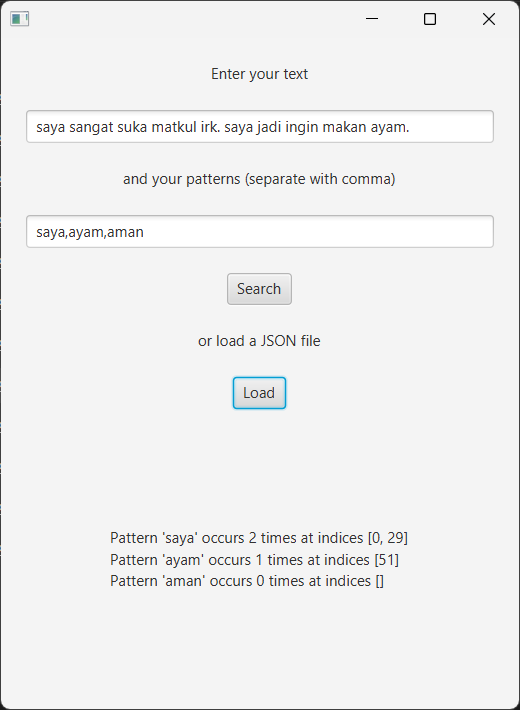 Enter your text
saya sangat suka matkul irk. saya jadi ingin makan ayam.
and your patterns (separate with comma)
saya,ayam,aman
Search
or load a JSON file
Load
Pattern 'saya' occurs 2 times at indices [0, 29]
Pattern 'ayam' occurs 1 times at indices [51]
Pattern 'aman' occurs 0 times at indices []